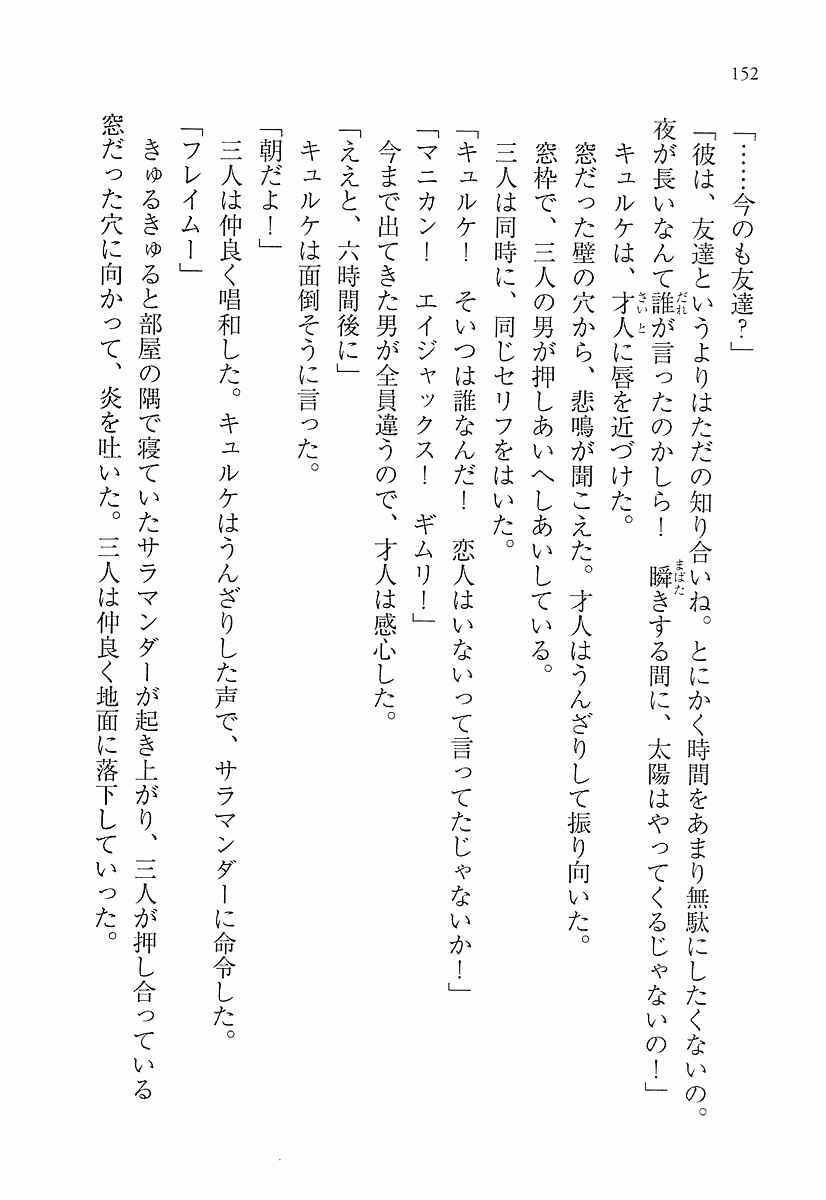 152
「……今のも友達？」
「彼は、友達というよりはただの知り合いね。とにかく時間をあまり無駄にしたくないの。
夜が長いなんて誰が言ったのかしら！　瞬きする間に、太陽はやってくるじゃないの！」
キュルケは、才人に唇を近づけた。
窓だった壁の穴から、悲鳴が聞こえた。才人はうんざりして振り向いた。
窓枠で、三人の男が押しあいへしあいしている。
三人は同時に、同じセリフをはいた。
「キュルケ！　そいつは誰なんだ！　恋人はいないって言ってたじゃないか！」
「マニカン！　エイジャックス！　ギムリ！」
今まで出てきた男が全員違うので、才人は感心した。
「ええと、六時間後に」
キュルケは面倒そうに言った。
「朝だよ！」
三人は仲良く唱和した。キュルケはうんざりした声で、サラマンダーに命令した。
「フレイムー」
きゅるきゅると部屋の隅で寝ていたサラマンダーが起き上がり、三人が押し合っている
窓だった穴に向かって、炎を吐いた。三人は仲良く地面に落下していった。